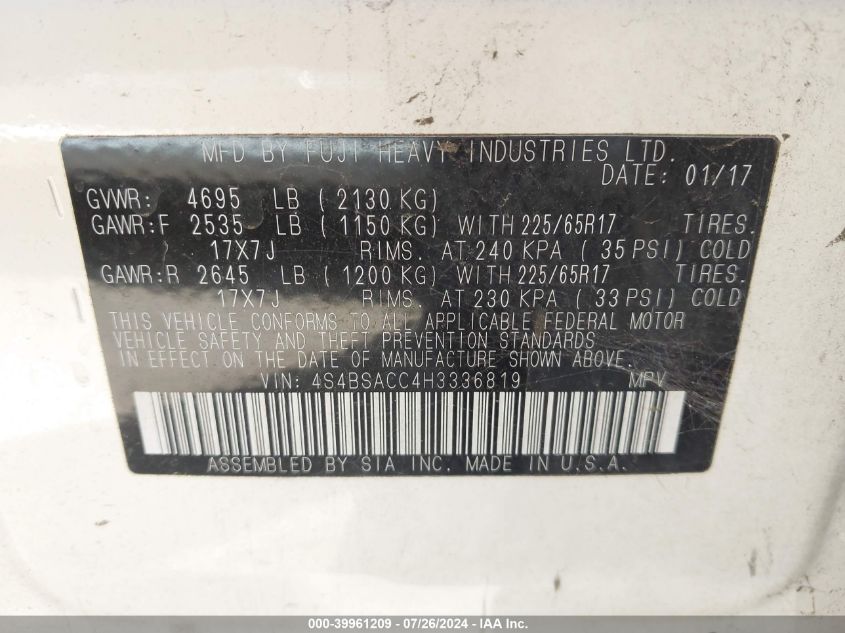 MFD BY FUJI HEAVY INDUSTRIES LTD.
DATE: 01/17
GVWR: 4695 LB ( 2130 KG)
GAWR:F 2535 LB ( 1150 KG) WITH 225/65R17 TIRES.
17X7J RIMS. AT 240 KPA ( 35 PSI) COLD
GAWR:R 2645 LB ( 1200 KG) WITH 225/65R17 TIRES.
17X7J RIMS. AT 230 KPA ( 33 PSI) COLD
THIS VEHICLE CONFORMS TO ALL APPLICABLE FEDERAL MOTOR
VEHICLE SAFETY AND THEFT PREVENTION STANDARDS
IN EFFECT ON THE DATE OF MANUFACTURE SHOWN ABOVE.
VIN: 4S4BSACC4H3336819 MPV
ASSEMBLED BY SIA INC. MADE IN U.S.A.
000-39961209 - 07/26/2024 - IAA Inc.